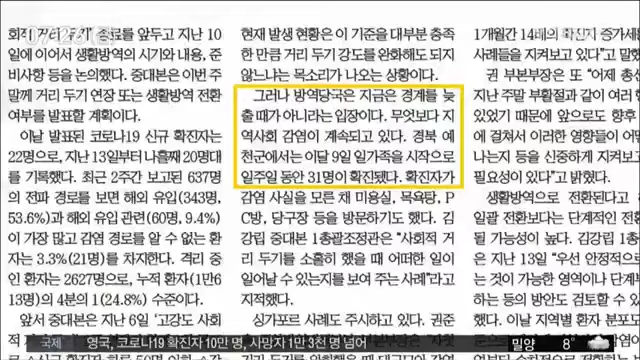 07:23
사회적 거리 두기' 종료를 앞두고 지난 10
일에 이어서 생활방역의 시기와 내용, 준
비사항 등을 논의했다. 중대본은 이번 주
말께 거리 두기 연장 또는 생활방역 전환
여부를 발표할 계획이다.
이날 발표된 코로나19 신규 확진자는
22명으로, 지난 13일부터 나흘째 20명대
를 기록했다. 최근 2주간 보고된 637명
의 전파 경로를 보면 해외 유입(343명,
53.6%)과 해외 유입 관련(60명, 9.4%)
이 가장 많고 감염 경로를 알 수 없는 환
자는 3.3%(21명)를 차지한다. 격리 중
인 환자는 2627명으로, 누적 환자(1만6
13명)의 4분의 1(24.8%) 수준이다.
앞서 중대본은 지난 6일 '고강도 사회
현재 발생 현황은 이 기준을 대부분 충족
한 만큼 거리 두기 강도를 완화해도 되지
않느냐는 목소리가 나오는 상황이다.
그러나 방역당국은 지금은 경계를 늦
출 때가 아니라는 입장이다. 무엇보다 지
역사회 감염이 계속되고 있다. 경북 예
천군에서는 이달 9일 일가족을 시작으로
일주일 동안 31명이 확진됐다. 확진자가
감염 사실을 모른 채 미용실, 목욕탕, P
C방, 당구장 등을 방문하기도 했다. 김
강립 중대본 1총괄조정관은 "사회적 거
리 두기를 소홀히 했을 때 어떠한 일이
일어날 수 있는지를 보여 주는 사례"라고
지적했다.
싱가포르 사례도 주시하고 있다. 권준
1개월간 14배의 확진자 증가세를
사례들을 지켜보고 있다"고 말했
권 부본부장은 또 "어제 총선
지난 주말 부활절과 같이 여러
있었기 때문에 앞으로도 향후
에 걸쳐서 이러한 영향들이 어떤
나는지 등을 신중하게 지켜보
필요성이 있다"고 밝혔다.
생활방역으로 전환된다고
일괄 전환보다는 단계적인 전환
될 가능성이 높다. 김강립 1총
정관은 13일 "우선 안정적으로
는 것이 가능한 영역이나 단계부
하는 등의 방안도 검토할 수 있
했다. 이날 지역별 환자 분포도
국제 영국, 코로나19 확진자 10만 명, 사망자 1만 3천 명 넘어
밀양 8°